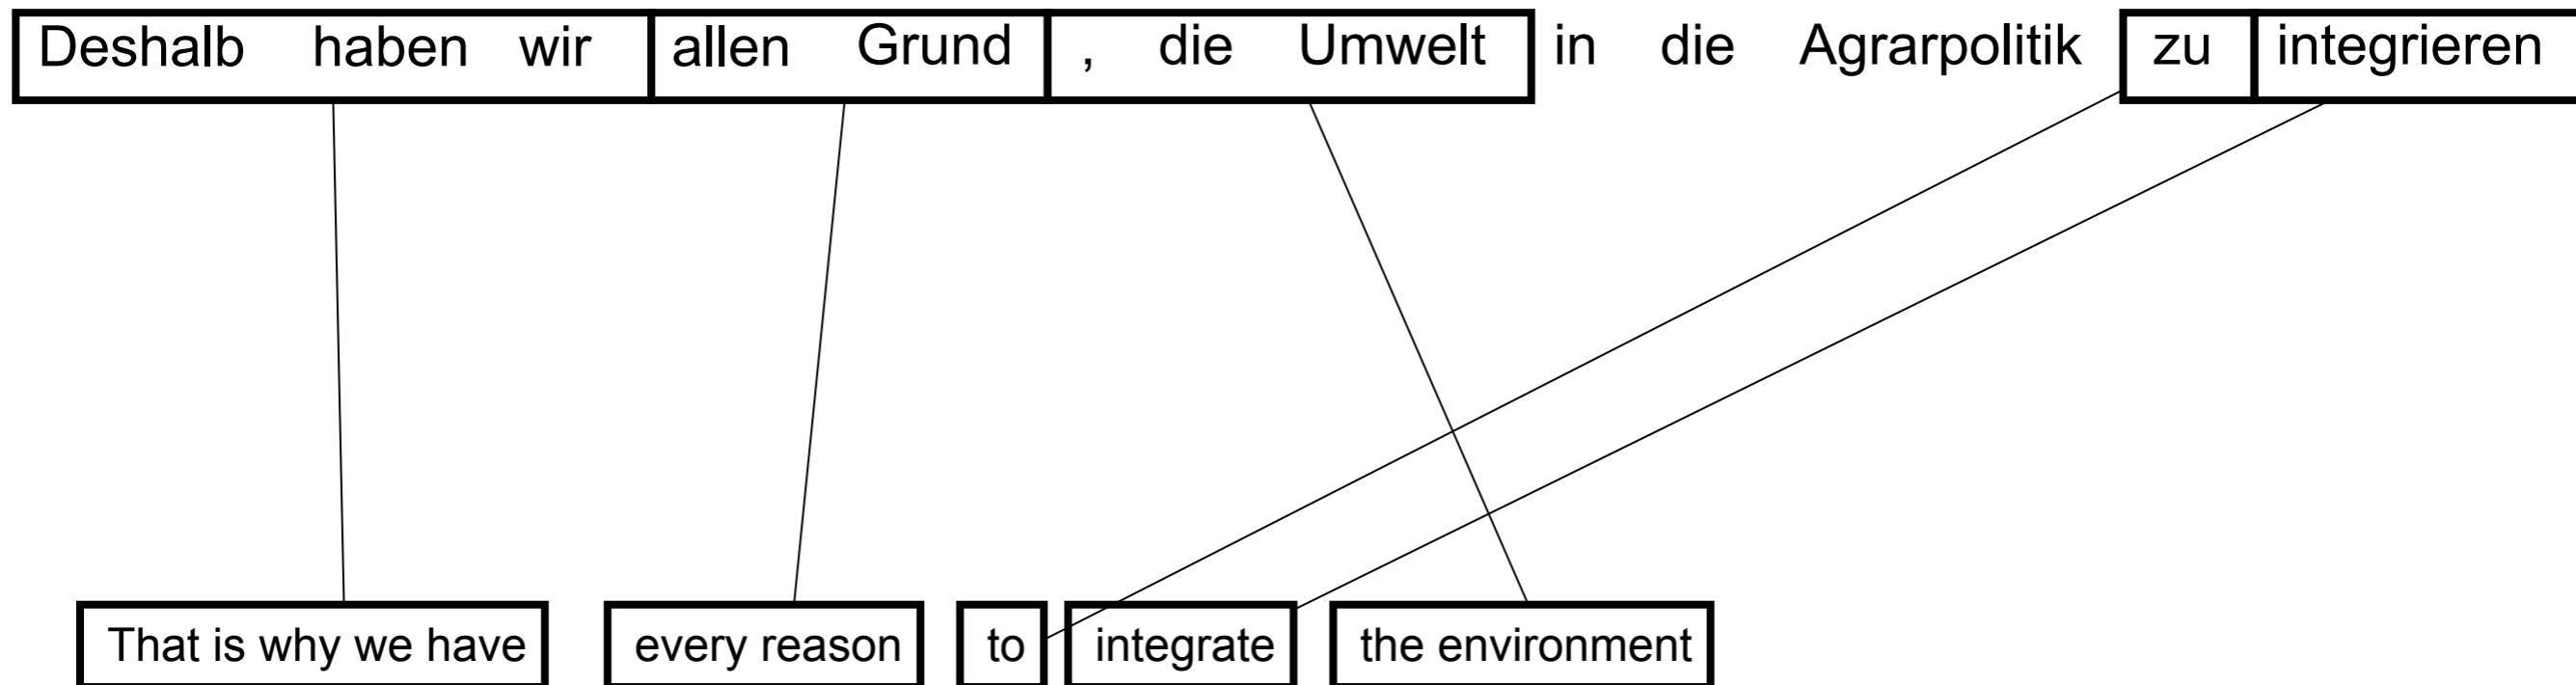 Deshalb haben wir allen Grund , die Umwelt in die Agrarpolitik zu integrieren
That is why we have every reason to integrate the environment